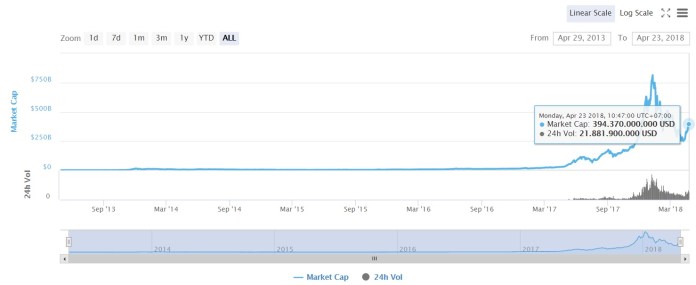 Linear Scale Log Scale
Zoom 1d 7d 1m 3m 1y YTD ALL From Apr 29, 2013 To Apr 23, 2018
Market Cap
$750B
$500B
$250B
$0
24h Vol
0
Monday, Apr 23 2018, 10:47:00 UTC+07:00
Market Cap: 394.370.000.000 USD
24h Vol: 21.881.900.000 USD
Sep '13 Mar '14 Sep '14 Mar '15 Sep '15 Mar '16 Sep '16 Mar '17 Sep '17 Mar '18
2014 2015 2016 2017 2018
Market Cap 24h Vol